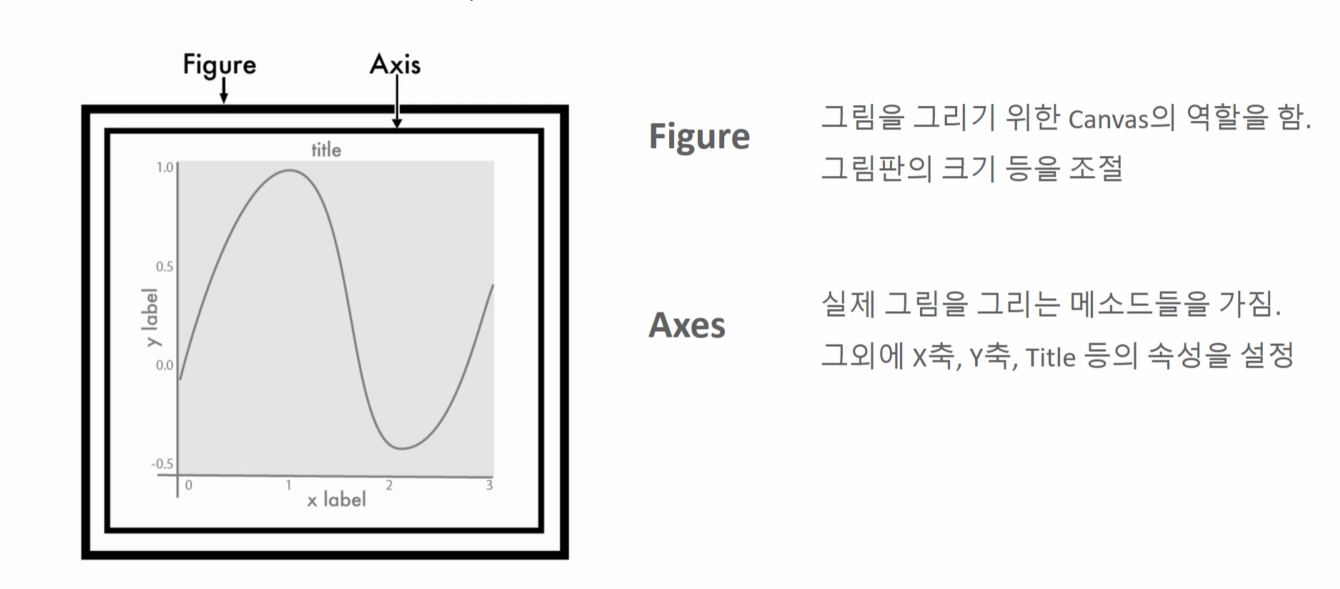 Figure
Axis
title
1.0
0.5
0.0
-0.5
y label
0
1
2
3
x label
Figure
그림을 그리기 위한 Canvas의 역할을 함.
그림판의 크기 등을 조절
Axes
실제 그림을 그리는 메소드들을 가짐.
그외에 X축, Y축, Title 등의 속성을 설정